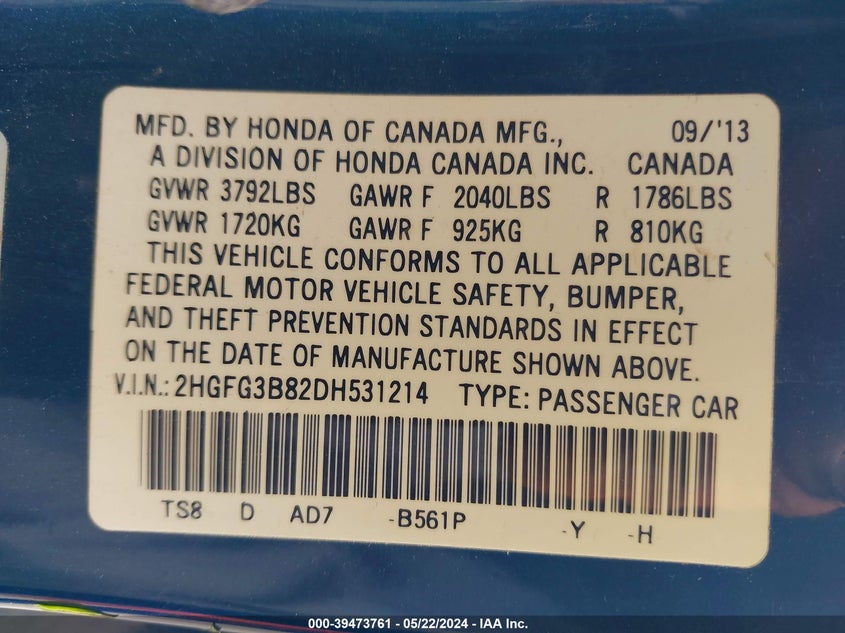 MFD. BY HONDA OF CANADA MFG., 09/'13
A DIVISION OF HONDA CANADA INC. CANADA
GVWR 3792LBS GAWR F 2040LBS R 1786LBS
GVWR 1720KG GAWR F 925KG R 810KG
THIS VEHICLE CONFORMS TO ALL APPLICABLE
FEDERAL MOTOR VEHICLE SAFETY, BUMPER,
AND THEFT PREVENTION STANDARDS IN EFFECT
ON THE DATE OF MANUFACTURE SHOWN ABOVE.
V.I.N.: 2HGFG3B82DH531214 TYPE: PASSENGER CAR
TS8 D AD7 -B561P -Y -H
000-39473761 - 05/22/2024 - IAA Inc.